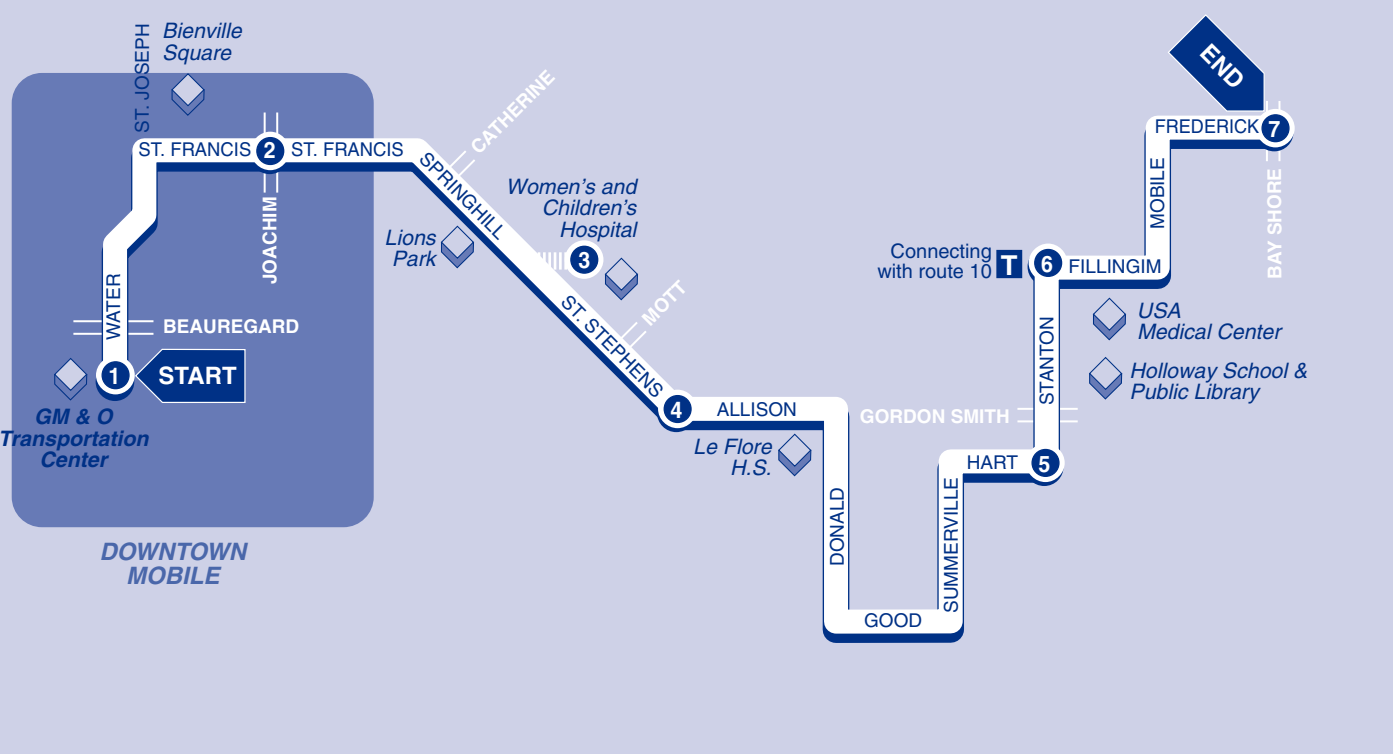 Bienville
Square
ST. JOSEPH
END
CATHERINE
ST. FRANCIS
2
ST. FRANCIS
FREDERICK
7
SPRINGHILL
MOBILE
Women's and
Children's
Hospital
JOACHIM
BAY SHORE
Lions
Park
3
Connecting
with route 10
T
6
FILLINGIM
WATER
BEAUREGARD
ST. STEPHENS
MOTT
USA
Medical Center
STANTON
1
START
Holloway School &
Public Library
GM & O
Transportation
Center
4
ALLISON
GORDON SMITH
Le Flore
H.S.
HART
5
DONALD
SUMMERVILLE
DOWNTOWN
MOBILE
GOOD